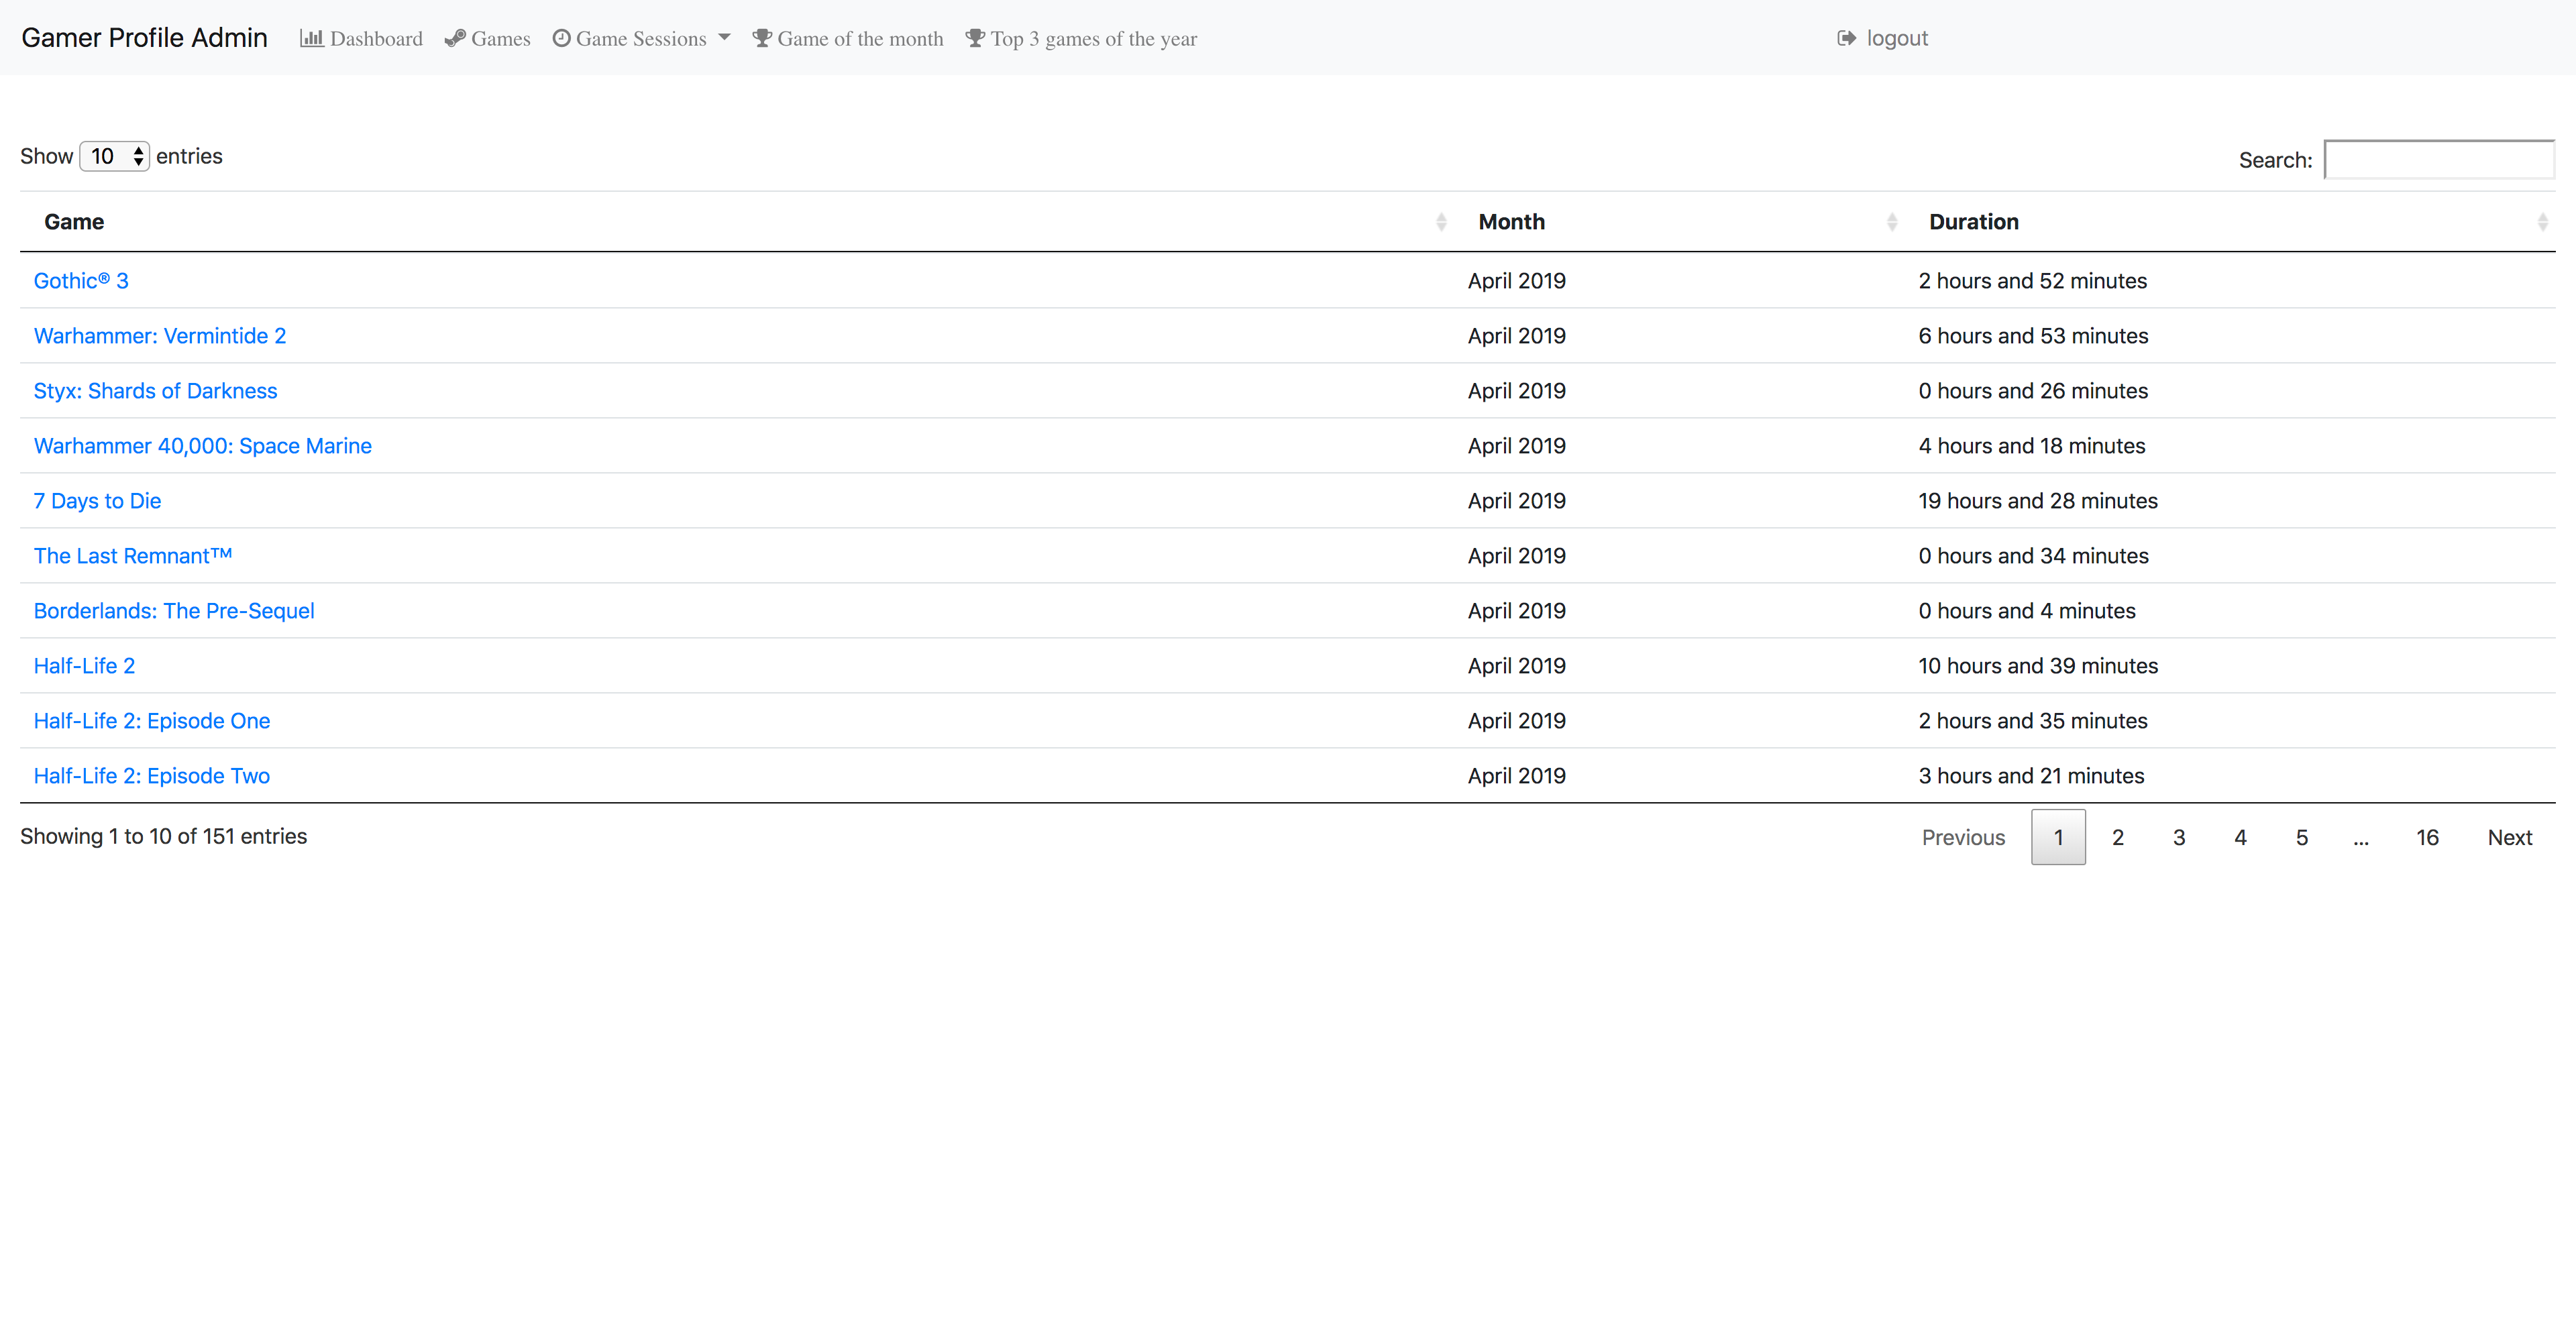 Gamer Profile Admin Dashboard Games Game Sessions Game of the month Top 3 games of the year logout
Show 10 entries Search:
Game Month Duration
Gothic® 3 April 2019 2 hours and 52 minutes
Warhammer: Vermintide 2 April 2019 6 hours and 53 minutes
Styx: Shards of Darkness April 2019 0 hours and 26 minutes
Warhammer 40,000: Space Marine April 2019 4 hours and 18 minutes
7 Days to Die April 2019 19 hours and 28 minutes
The Last Remnant™ April 2019 0 hours and 34 minutes
Borderlands: The Pre-Sequel April 2019 0 hours and 4 minutes
Half-Life 2 April 2019 10 hours and 39 minutes
Half-Life 2: Episode One April 2019 2 hours and 35 minutes
Half-Life 2: Episode Two April 2019 3 hours and 21 minutes
Showing 1 to 10 of 151 entries Previous 1 2 3 4 5 ... 16 Next